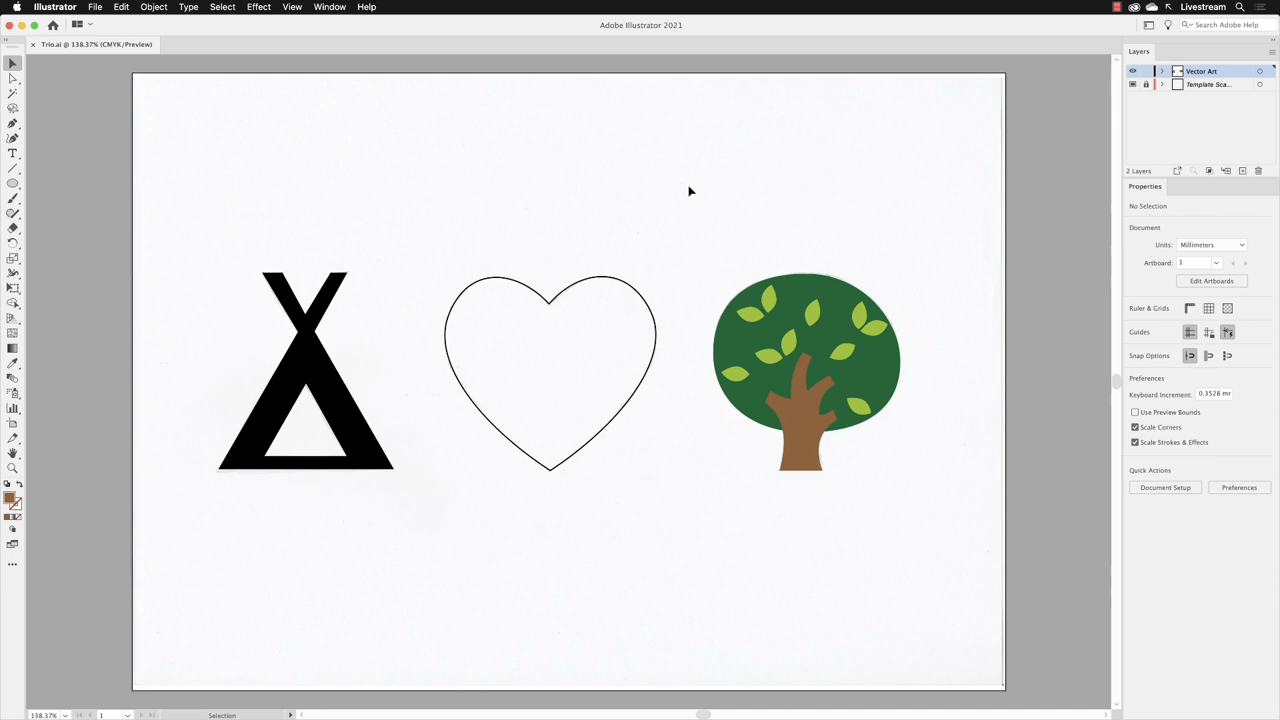 Illustrator File Edit Object Type Select Effect View Window Help Livestream
Adobe Illustrator 2021 Search Adobe Help
× Trio.ai @ 138.37% (CMYK/Preview)
Layers
Vector Art
Template Sca...
2 Layers
Properties
No Selection
Document
Units: Millimeters
Artboard: 1
Edit Artboards
Ruler & Grids
Guides
Snap Options
Preferences
Keyboard Increment: 0.3528 mr
Use Preview Bounds
Scale Corners
Scale Strokes & Effects
Quick Actions
Document Setup Preferences
138.37% 1 Selection